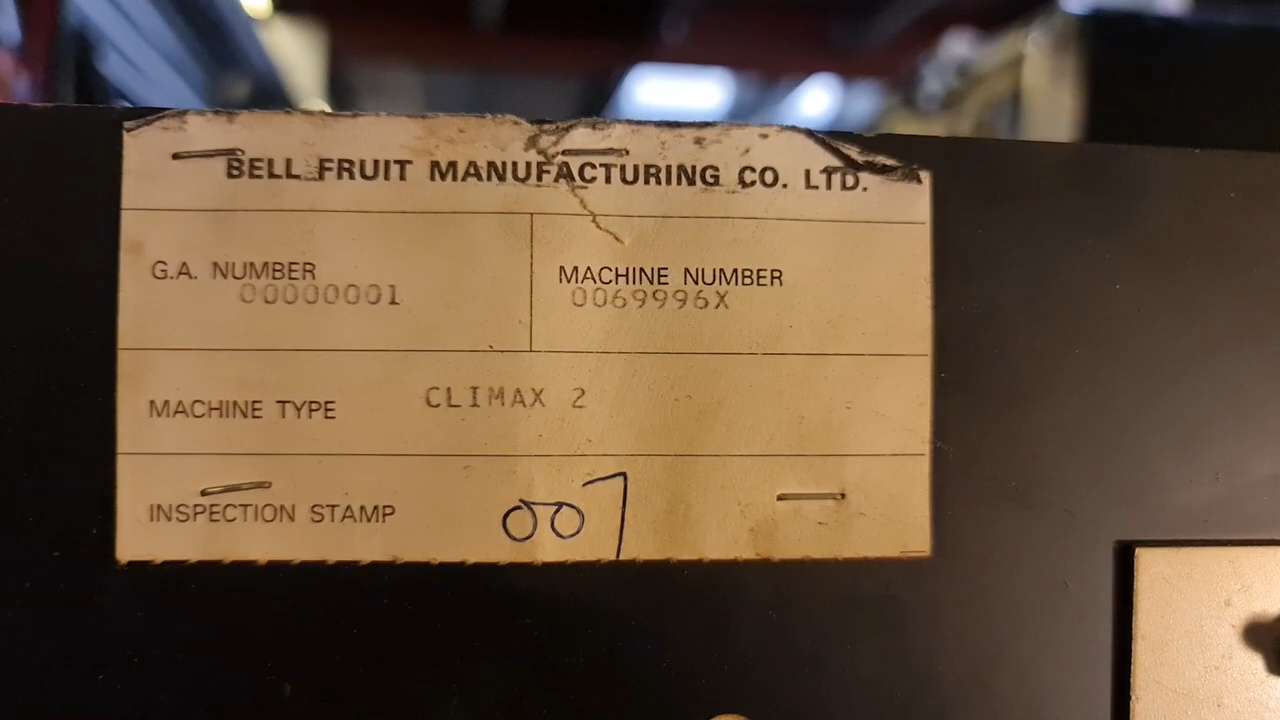 BELL FRUIT MANUFACTURING CO. LTD.
G.A. NUMBER
00000001
MACHINE NUMBER
0069996X
MACHINE TYPE CLIMAX 2
INSPECTION STAMP 007